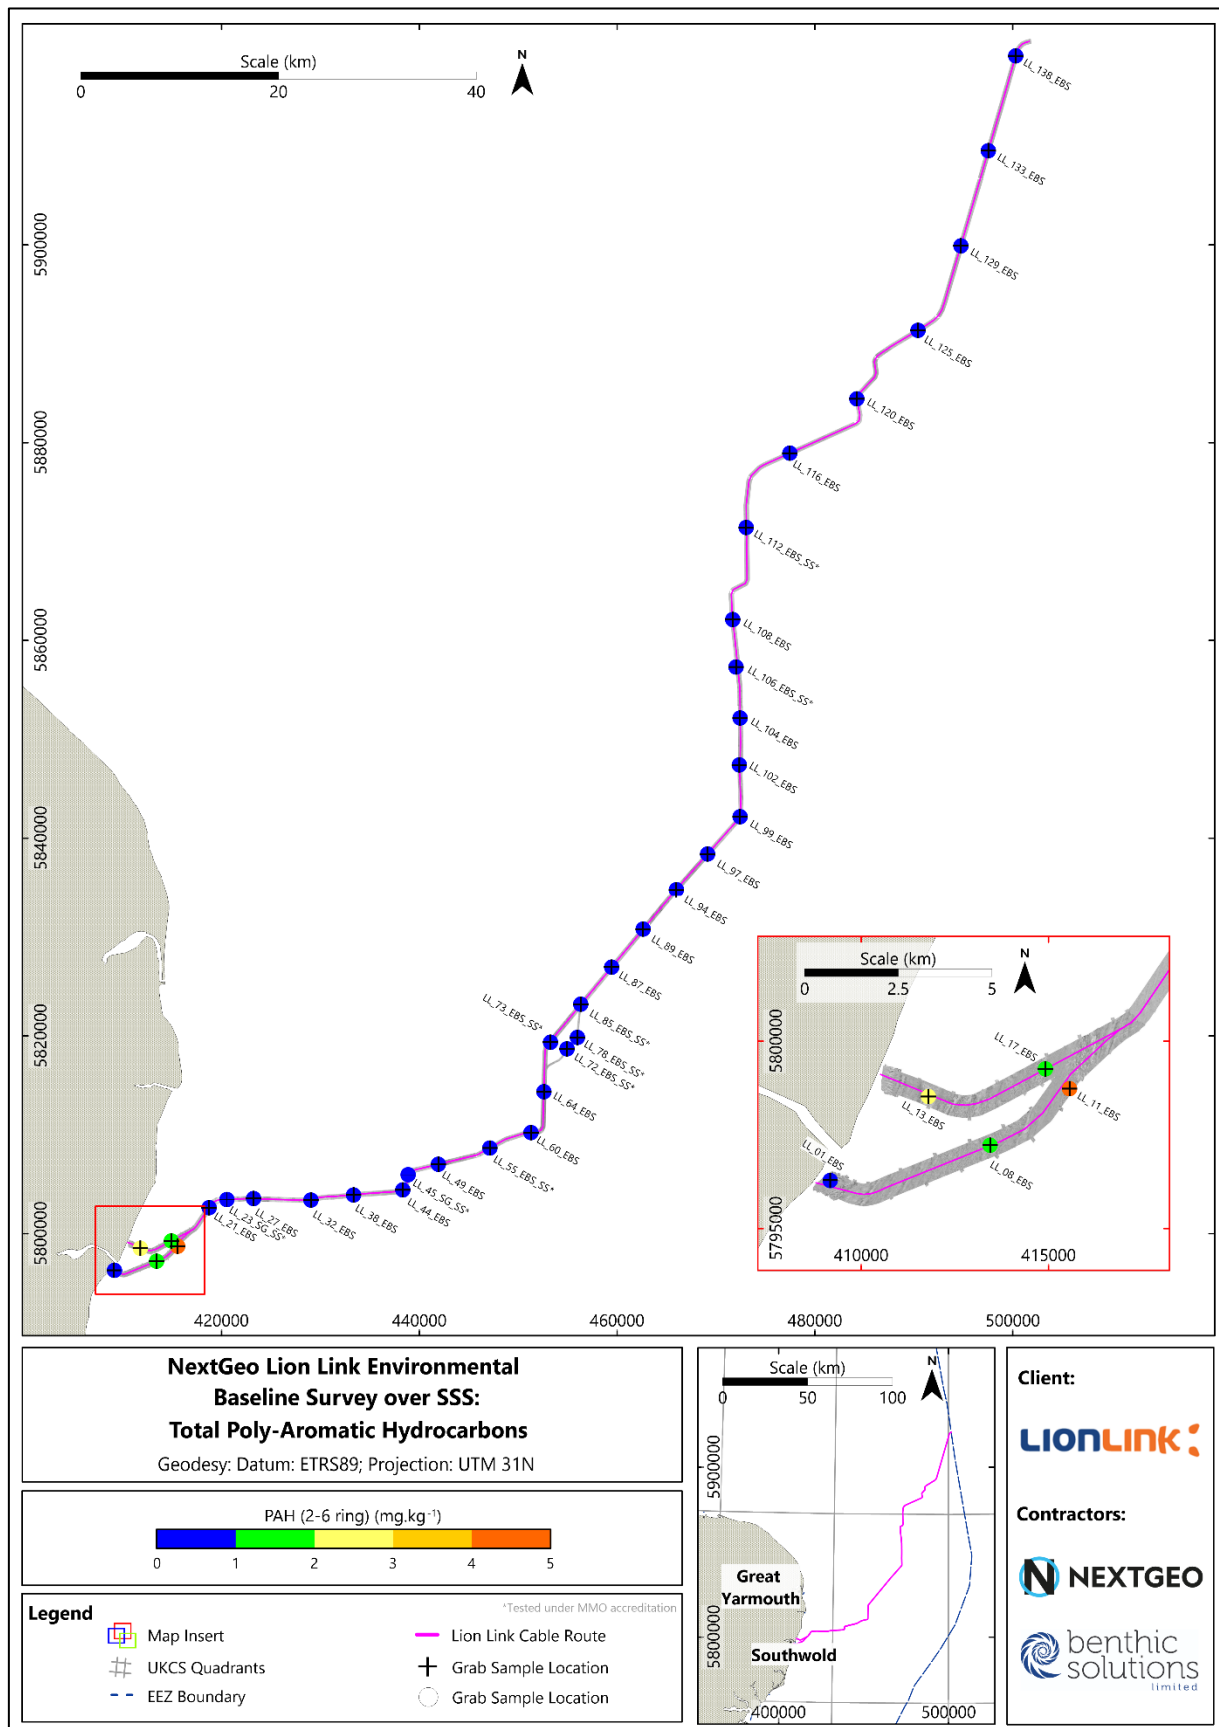 Scale (km)
0 20 40
N
LL_138_EBS
LL_133_EBS
LL_129_EBS
LL_125_EBS
LL_120_EBS
LL_116_EBS
LL_112_EBS_SS*
LL_108_EBS
LL_106_EBS_SS*
LL_104_EBS
LL_102_EBS
LL_99_EBS
LL_97_EBS
LL_94_EBS
LL_89_EBS
LL_87_EBS
LL_85_EBS_SS*
LL_73_EBS_SS*
LL_78_EBS_SS*
LL_72_EBS_SS*
LL_64_EBS
LL_60_EBS
LL_55_EBS_SS*
LL_49_EBS
LL_45_SG_SS*
LL_44_EBS
LL_38_EBS
LL_32_EBS
LL_27_EBS
LL_23_SG_SS*
LL_21_EBS
5900000
5880000
5860000
5840000
5820000
5800000
420000 440000 460000 480000 500000
Scale (km)
0 2.5 5
N
5800000
5795000
LL_17_EBS
LL_13_EBS
LL_11_EBS
LL_01_EBS
LL_08_EBS
410000 415000
NextGeo Lion Link Environmental
Baseline Survey over SSS:
Total Poly-Aromatic Hydrocarbons
Geodesy: Datum: ETRS89; Projection: UTM 31N
PAH (2-6 ring) (mg.kg⁻¹)
0 1 2 3 4 5
Legend
*Tested under MMO accreditation
Map Insert
Lion Link Cable Route
UKCS Quadrants
Grab Sample Location
EEZ Boundary
Grab Sample Location
Scale (km)
0 50 100
N
5900000
5800000
Great
Yarmouth
Southwold
400000 500000
Client:
LIONLINK
Contractors:
N NEXTGEO
benthic
solutions
limited